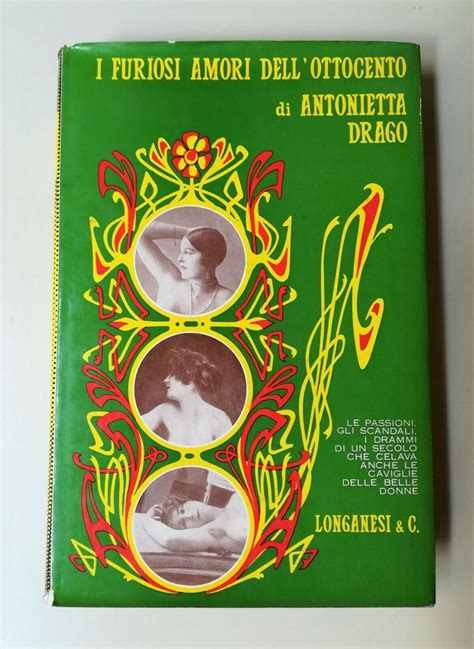 I FURIOSI AMORI DELL'OTTOCENTO
di ANTONIETTA
DRAGO
LE PASSIONI,
GLI SCANDALI,
I DRAMMI
DI UN SECOLO
CHE CELAVA
ANCHE LE
CAVIGLIE
DELLE BELLE
DONNE
LONGANESI & C.